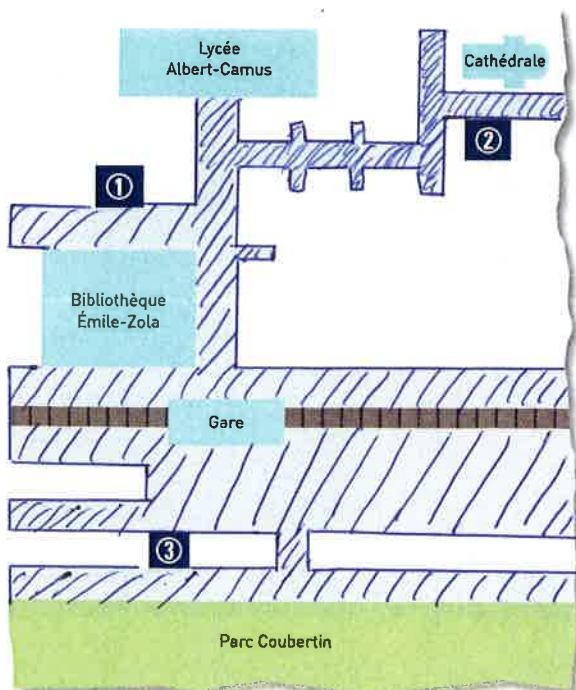 Lycée
Albert-Camus
Cathédrale
②
①
Bibliothèque
Émile-Zola
Gare
③
Parc Coubertin